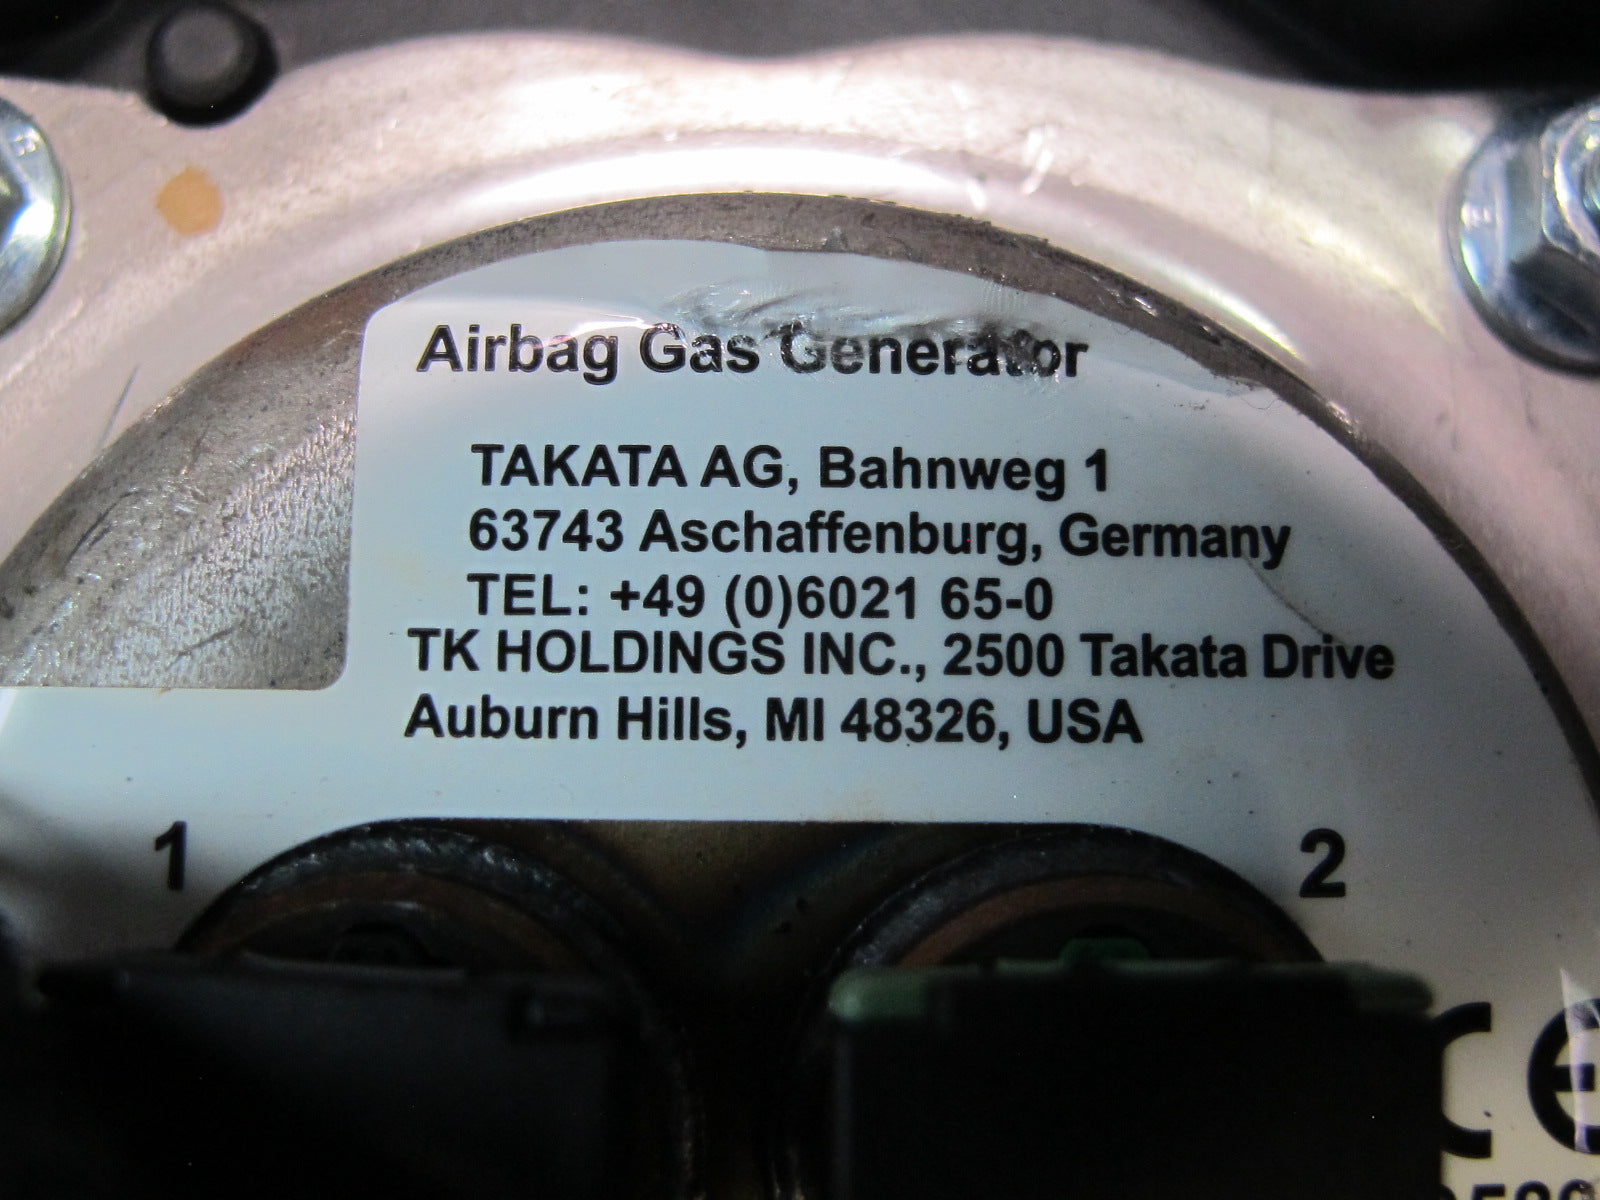 Airbag Gas Generator
TAKATA AG, Bahnweg 1
63743 Aschaffenburg, Germany
TEL: +49 (0)6021 65-0
TK HOLDINGS INC., 2500 Takata Drive
Auburn Hills, MI 48326, USA
1
2
CE